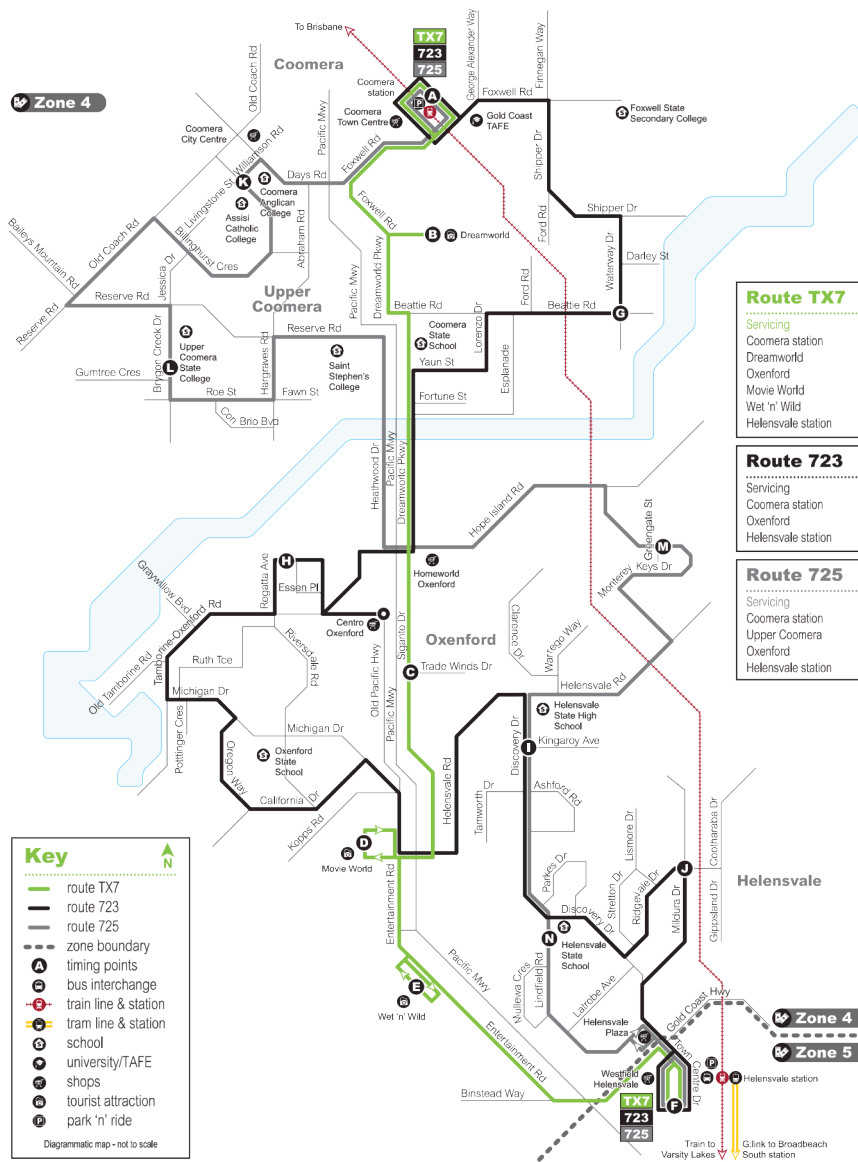 To Brisbane
TX7
723
725
Coomera
Zone 4
Old Coach Rd
Pacific Mwy
George Alexander Way
Finnegan Way
Foxwell Rd
Coomera
station
A
P
Coomera
Town Centre
Gold Coast
TAFE
Foxwell State
Secondary College
Coomera
City Centre
Williamson Rd
Days Rd
Foxwell Rd
Shipper Dr
K
Livingstone St
Coomera
Anglican
College
Assisi
Catholic
College
Billinghurst Cres
Abraham Rd
Foxwell Rd
B
Dreamworld
Ford Rd
Shipper Dr
Waterway Dr
Darley St
Old Coach Rd
Baileys Mountain Rd
Reserve Rd
Reserve Rd
Jessica Dr
Upper
Coomera
Pacific Mwy
Dreamworld Pkwy
Beattie Rd
Lorenzo Dr
Ford Rd
Beattie Rd
G
Reserve Rd
Coomera
State
School
Yaun St
Esplanade
Fortune St
Brygon Creek Dr
Upper
Coomera
State
College
L
Gumtree Cres
Hargraves Rd
Saint
Stephen's
College
Roe St
Fawn St
Con Brio Bvd
Heathwood Dr
Pacific Mwy
Dreamworld Pkwy
Hope Island Rd
Greengate St
M
Monterey
Keys Dr
Homeworld
Oxenford
Regatta Ave
H
Essen Pl
Graywillow Bvd
Tamborine-Oxenford Rd
Old Tamborine Rd
Centro
Oxenford
Riversdale Rd
Ruth Tce
Michigan Dr
Oxenford
Siganto Dr
C
Trade Winds Dr
Clarence Dr
Warrego Way
Helensvale Rd
Old Pacific Hwy
Pacific Mwy
Potttinger Cres
Oregon Way
Michigan Dr
Oxenford
State
School
California Dr
Kopps Rd
Helensvale
State High
School
I
Kingaroy Ave
Discovery Dr
Helensvale Rd
Tamworth Dr
Ashford Rd
D
Movie World
Entertainment Rd
Parkes Dr
Lismore Dr
Stretton Dr
Ridgevale Dr
J
Mildura Dr
Cootharaba Dr
Gippsland Dr
Helensvale
Discovery Dr
N
Helensvale
State
School
Mullewa Cres
Lindfield Rd
Latrobe Ave
Pacific Mwy
E
Wet 'n' Wild
Entertainment Rd
Helensvale
Plaza
Gold Coast Hwy
Town Centre Dr
Zone 4
Zone 5
P
Westfield
Helensvale
Helensvale station
Binstead Way
TX7
723
725
F
Train to
Varsity Lakes
G:link to Broadbeach
South station
Route TX7
Servicing
Coomera station
Dreamworld
Oxenford
Movie World
Wet 'n' Wild
Helensvale station
Route 723
Servicing
Coomera station
Oxenford
Helensvale station
Route 725
Servicing
Coomera station
Upper Coomera
Oxenford
Helensvale station
Key
N
route TX7
route 723
route 725
zone boundary
A timing points
bus interchange
train line & station
tram line & station
school
university/TAFE
shops
tourist attraction
P park 'n' ride
Diagrammatic map - not to scale